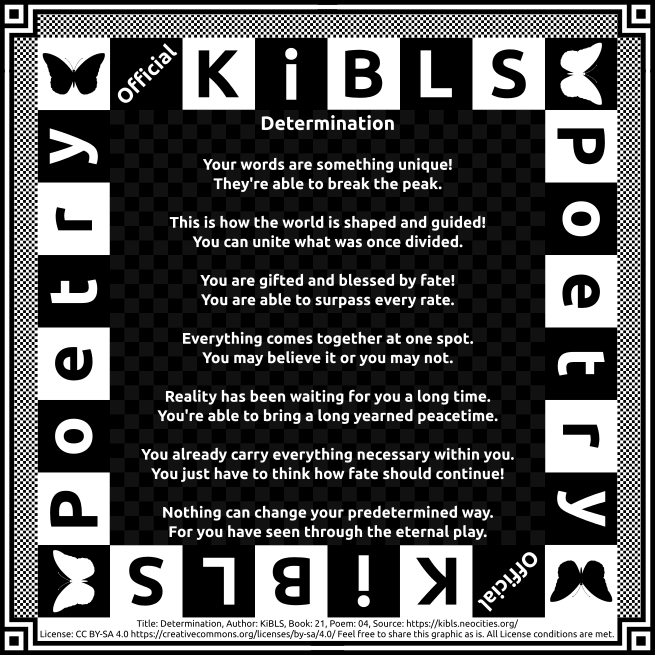 Official KiBLS
Poetry
Poetry
Determination
Your words are something unique!
They're able to break the peak.
This is how the world is shaped and guided!
You can unite what was once divided.
You are gifted and blessed by fate!
You are able to surpass every rate.
Everything comes together at one spot.
You may believe it or you may not.
Reality has been waiting for you a long time.
You're able to bring a long yearned peacetime.
You already carry everything necessary within you.
You just have to think how fate should continue!
Nothing can change your predetermined way.
For you have seen through the eternal play.
Official KiBLS
Title: Determination, Author: KiBLS, Book: 21, Poem: 04, Source: https://kibls.neocities.org/
License: CC BY-SA 4.0 https://creativecommons.org/licenses/by-sa/4.0/ Feel free to share this graphic as is. All License conditions are met.